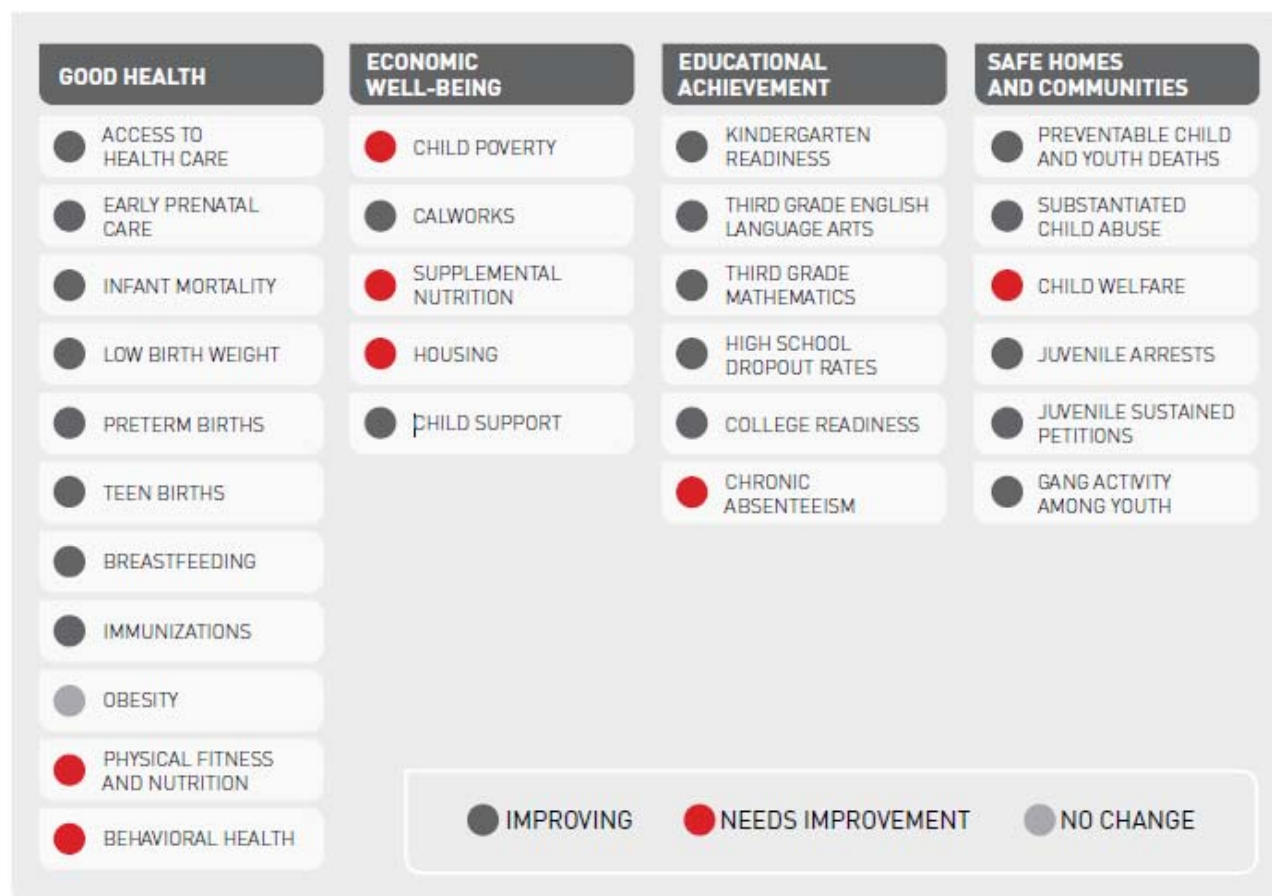 GOOD HEALTH
ACCESS TO
HEALTH CARE
EARLY PRENATAL
CARE
INFANT MORTALITY
LOW BIRTH WEIGHT
PRETERM BIRTHS
TEEN BIRTHS
BREASTFEEDING
IMMUNIZATIONS
OBESITY
PHYSICAL FITNESS
AND NUTRITION
BEHAVIORAL HEALTH
ECONOMIC
WELL-BEING
CHILD POVERTY
CALWORKS
SUPPLEMENTAL
NUTRITION
HOUSING
CHILD SUPPORT
EDUCATIONAL
ACHIEVEMENT
KINDERGARTEN
READINESS
THIRD GRADE ENGLISH
LANGUAGE ARTS
THIRD GRADE
MATHEMATICS
HIGH SCHOOL
DROPOUT RATES
COLLEGE READINESS
CHRONIC
ABSENTEEISM
SAFE HOMES
AND COMMUNITIES
PREVENTABLE CHILD
AND YOUTH DEATHS
SUBSTANTIATED
CHILD ABUSE
CHILD WELFARE
JUVENILE ARRESTS
JUVENILE SUSTAINED
PETITIONS
GANG ACTIVITY
AMONG YOUTH
IMPROVING
NEEDS IMPROVEMENT
NO CHANGE